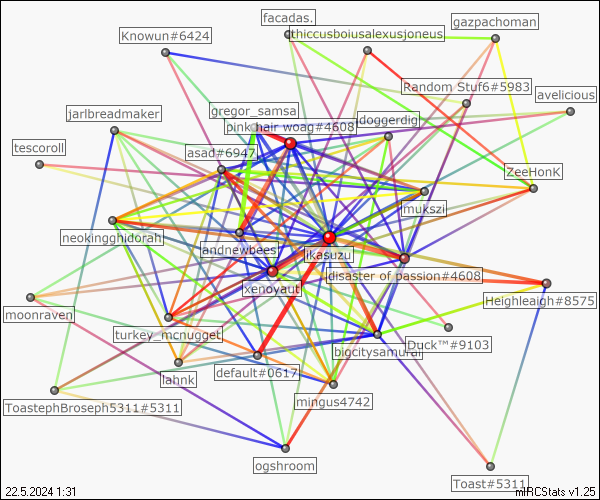 facadas.
gazpachoman
Knowun#6424
thiccusboiusalexusjoneus
Random Stuf6#5983
avelicious
jarlbreadmaker
gregor_samsa
pink hair woag#4608
doggerdig
tescoroll
asad#6947
ZeeHonK
mukszi
neokingghidorah
andnewbees
ikasuzu
disaster of passion#4608
xenoyaut
Heighleaigh#8575
moonraven
turkey_mcnugget
Duck™#9103
bigcitysamurai
lahnk
default#0617
ToastephBroseph5311#5311
mingus4742
ogshroom
Toast#5311
22.5.2024 1:31
mIRCStats v1.25